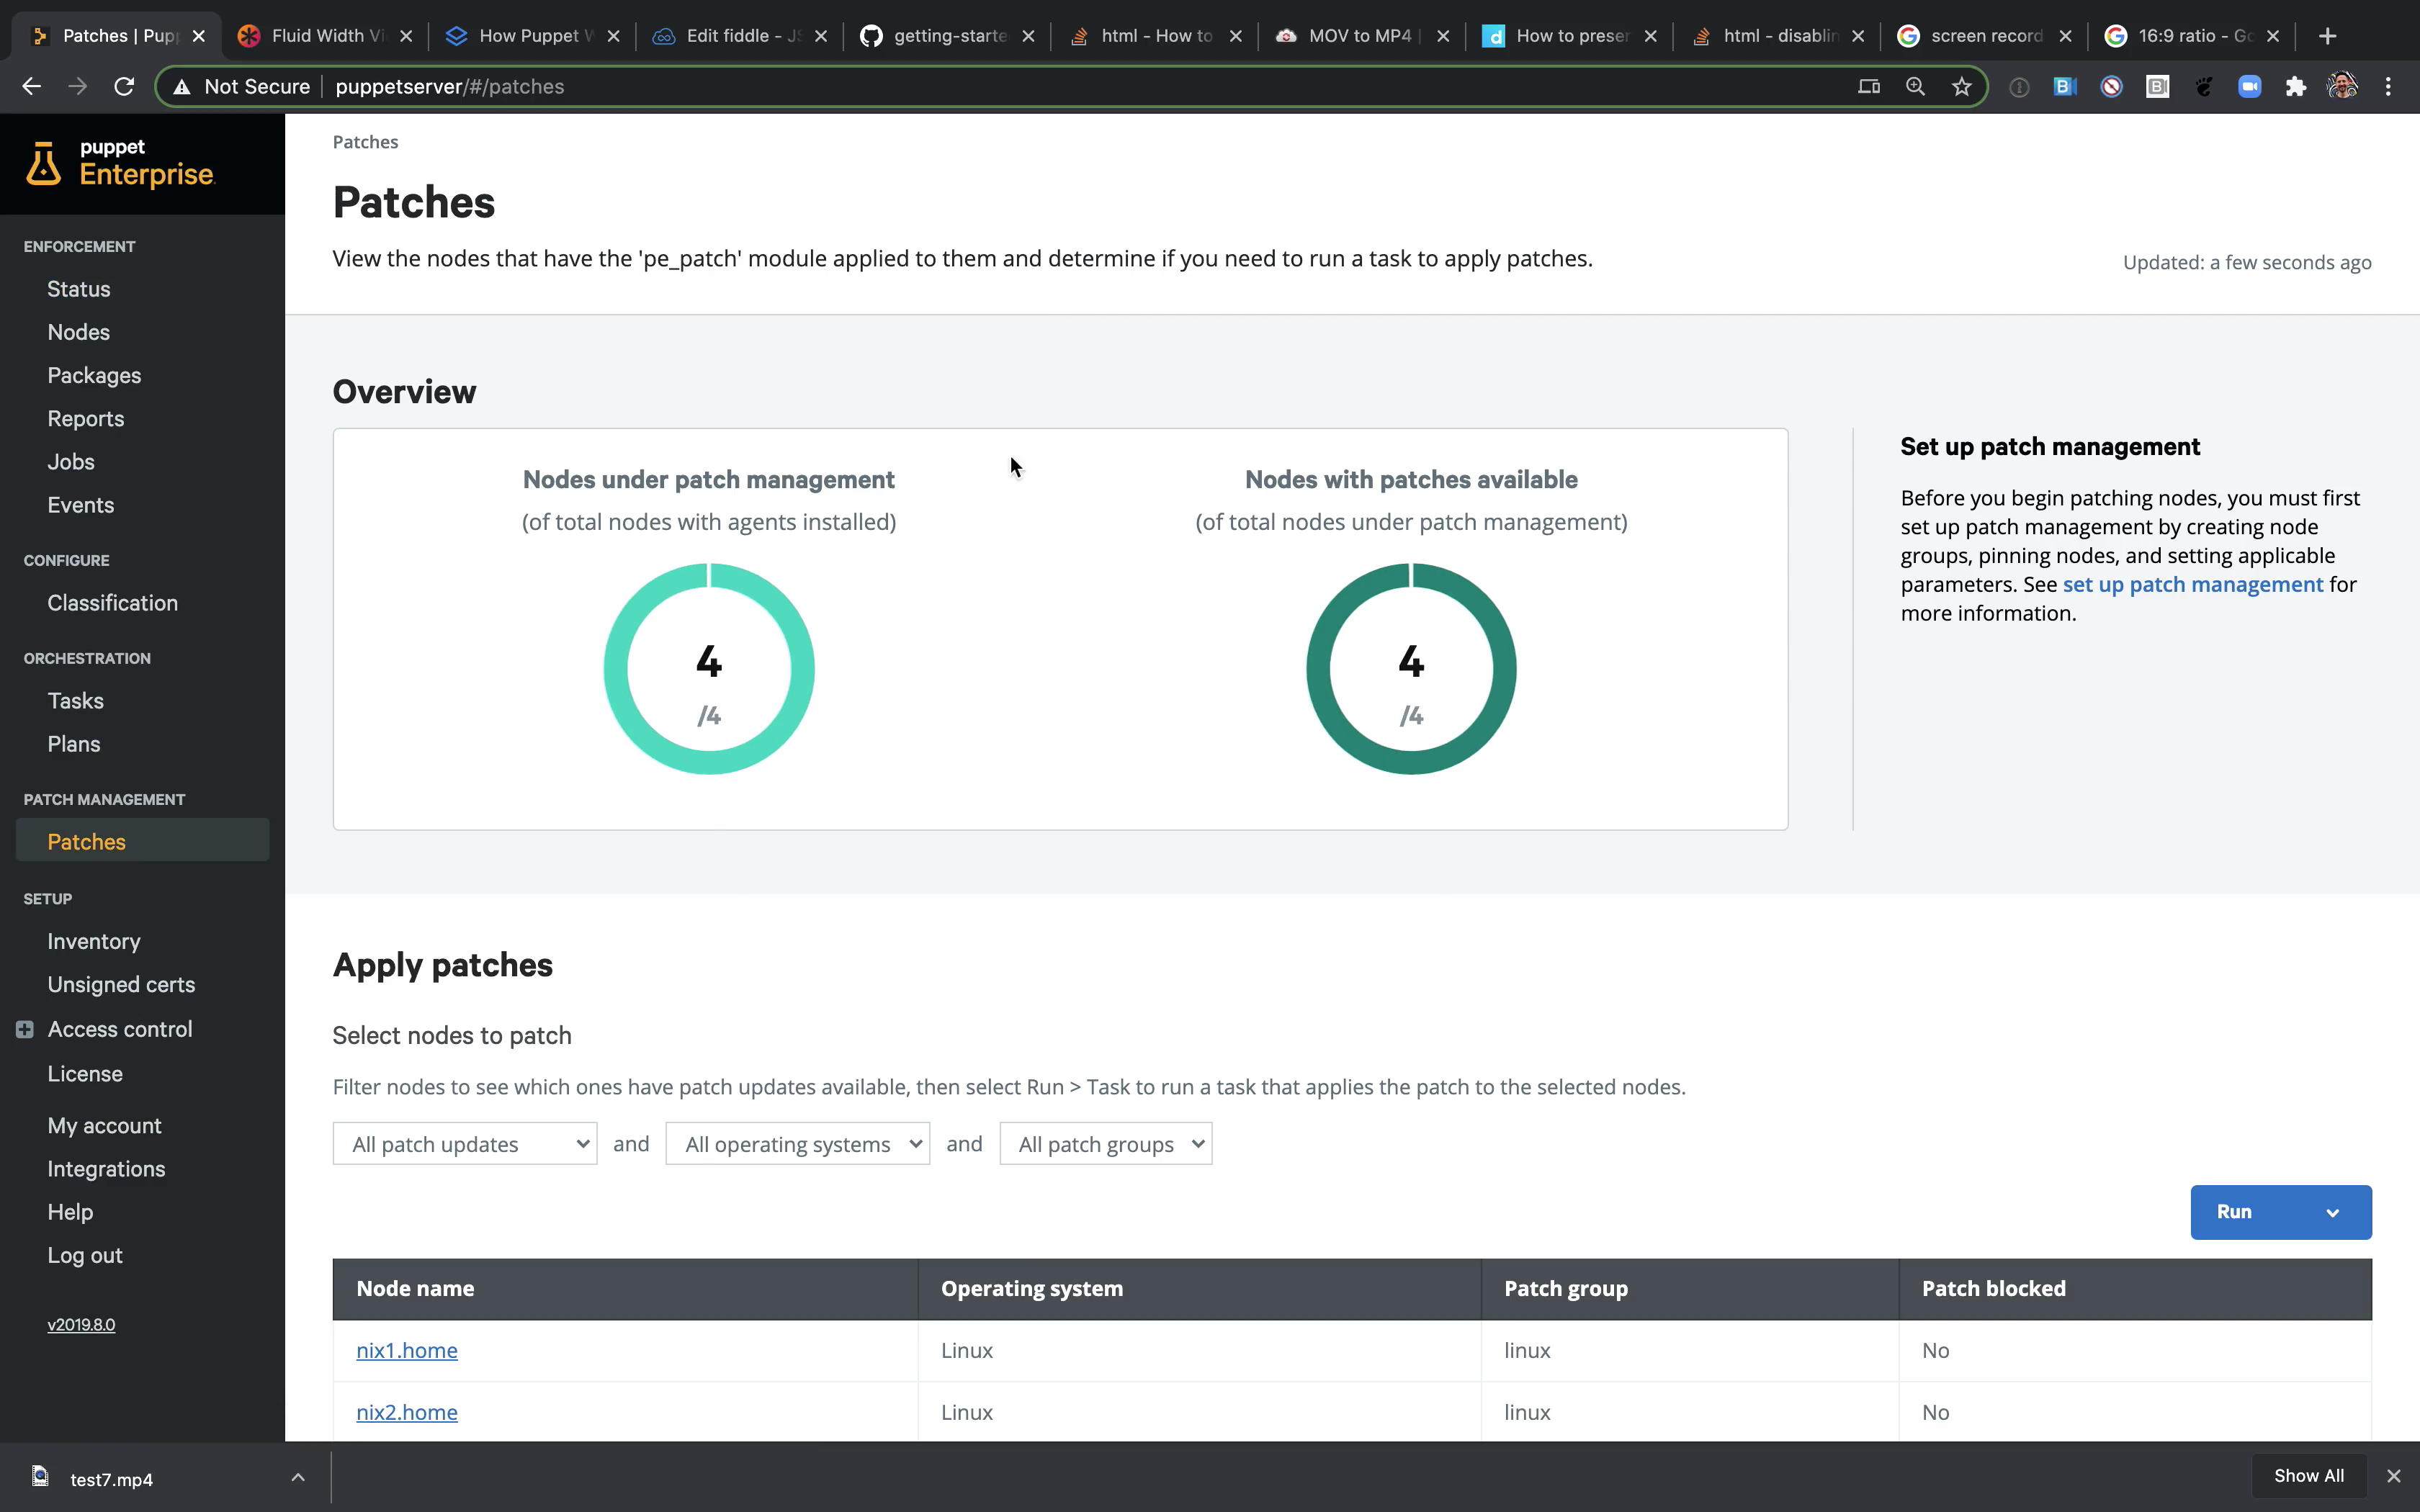 Patches | Pup
Fluid Width Vi
How Puppet W
Edit fiddle - JS
getting-starte
html - How to
MOV to MP4 |
How to preser
html - disablin
screen record
16:9 ratio - Go
Not Secure
puppetserver/#/patches
puppet
Enterprise
ENFORCEMENT
Status
Nodes
Packages
Reports
Jobs
Events
CONFIGURE
Classification
ORCHESTRATION
Tasks
Plans
PATCH MANAGEMENT
Patches
SETUP
Inventory
Unsigned certs
Access control
License
My account
Integrations
Help
Log out
v2019.8.0
Patches
Patches
View the nodes that have the 'pe_patch' module applied to them and determine if you need to run a task to apply patches.
Updated: a few seconds ago
Overview
Nodes under patch management
(of total nodes with agents installed)
4
/4
Nodes with patches available
(of total nodes under patch management)
4
/4
Set up patch management
Before you begin patching nodes, you must first
set up patch management by creating node
groups, pinning nodes, and setting applicable
parameters. See set up patch management for
more information.
Apply patches
Select nodes to patch
Filter nodes to see which ones have patch updates available, then select Run > Task to run a task that applies the patch to the selected nodes.
All patch updates and All operating systems and All patch groups
Run
Node name Operating system Patch group Patch blocked
nix1.home Linux linux No
nix2.home Linux linux No
test7.mp4
Show All